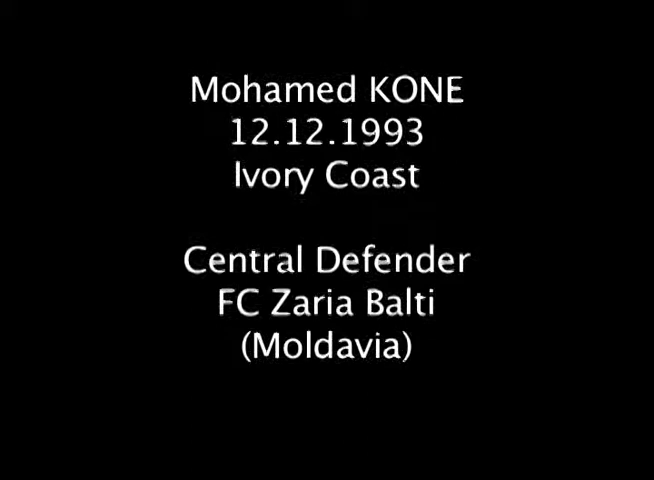 Mohamed KONE
12.12.1993
Ivory Coast
Central Defender
FC Zaria Balti
(Moldavia)